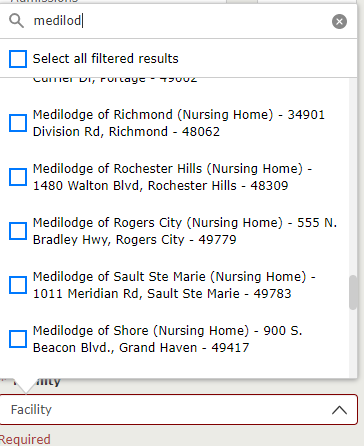 medilod
Select all filtered results
Currier Dr, Portage - 49002
Medilodge of Richmond (Nursing Home) - 34901
Division Rd, Richmond - 48062
Medilodge of Rochester Hills (Nursing Home) -
1480 Walton Blvd, Rochester Hills - 48309
Medilodge of Rogers City (Nursing Home) - 555 N.
Bradley Hwy, Rogers City - 49779
Medilodge of Sault Ste Marie (Nursing Home) -
1011 Meridian Rd, Sault Ste Marie - 49783
Medilodge of Shore (Nursing Home) - 900 S.
Beacon Blvd., Grand Haven - 49417
Facility
Required